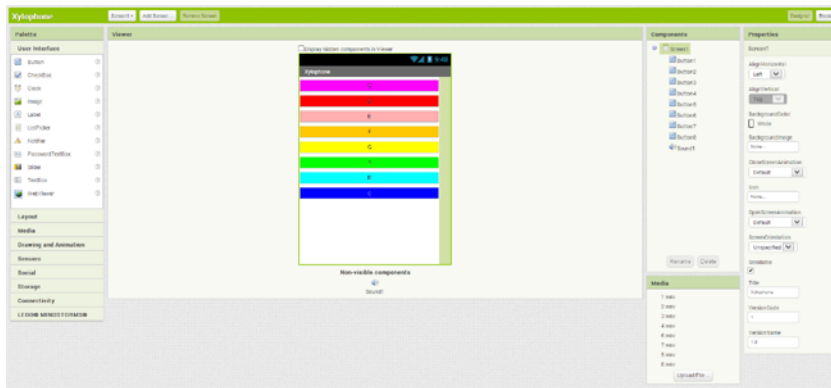 Xylophone
Screen1
Add Screen...
Remove Screen
Designer
Palette
User Interface
Button
CheckBox
Clock
Image
Label
ListPicker
Notifier
PasswordTextBox
Slider
TextBox
WebViewer
Layout
Media
Drawing and Animation
Sensors
Social
Storage
Connectivity
LEGO® MINDSTORMS®
Viewer
Display hidden components in Viewer
9:48
Xylophone
E
F
G
A
B
C
Non-visible components
Sound1
Components
Screen1
Button1
Button2
Button3
Button4
Button5
Button6
Button7
Button8
Sound1
Rename
Delete
Media
1.wav
2.wav
3.wav
4.wav
6.wav
7.wav
5.wav
8.wav
Upload File...
Properties
Screen1
AlignHorizontal
Left
AlignVertical
Top
BackgroundColor
White
BackgroundImage
None...
CloseScreenAnimation
Default
Icon
None...
OpenScreenAnimation
Default
ScreenOrientation
Unspecified
Scrollable
Title
Xylophone
VersionCode
1
VersionName
1.0